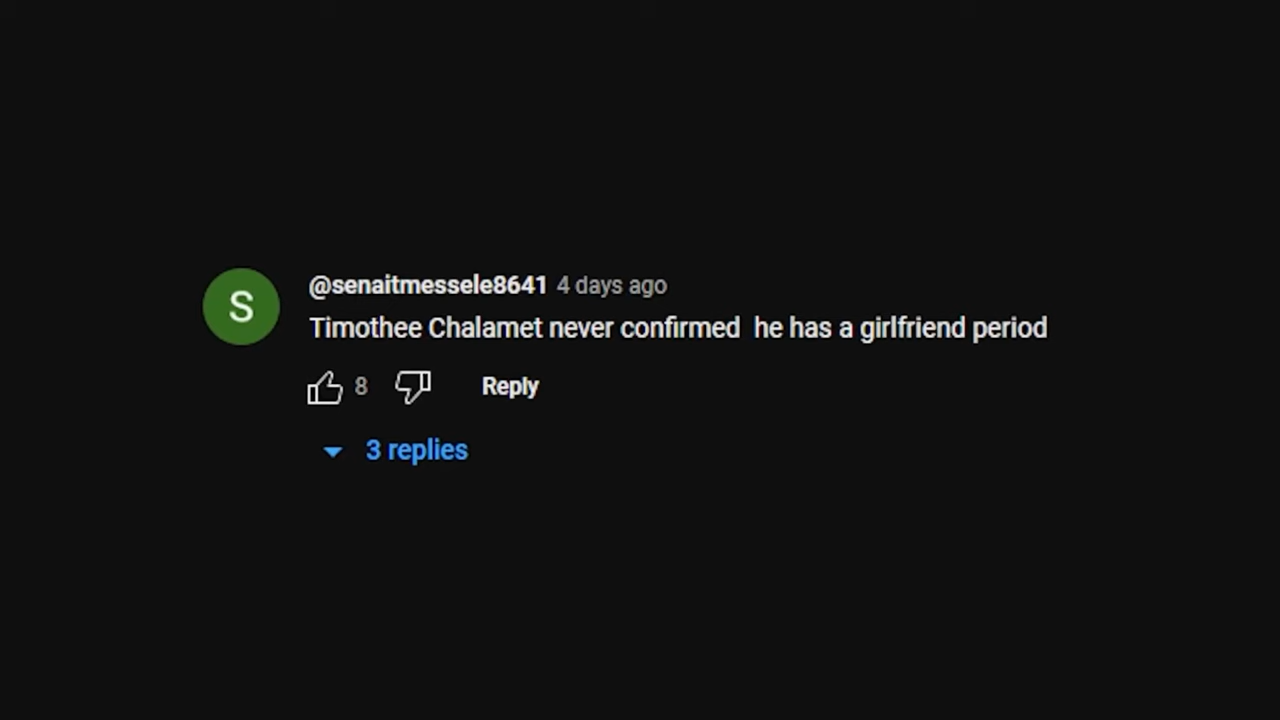 S
@senaitmessele8641 4 days ago
Timothee Chalamet never confirmed  he has a girlfriend period
8 Reply
3 replies